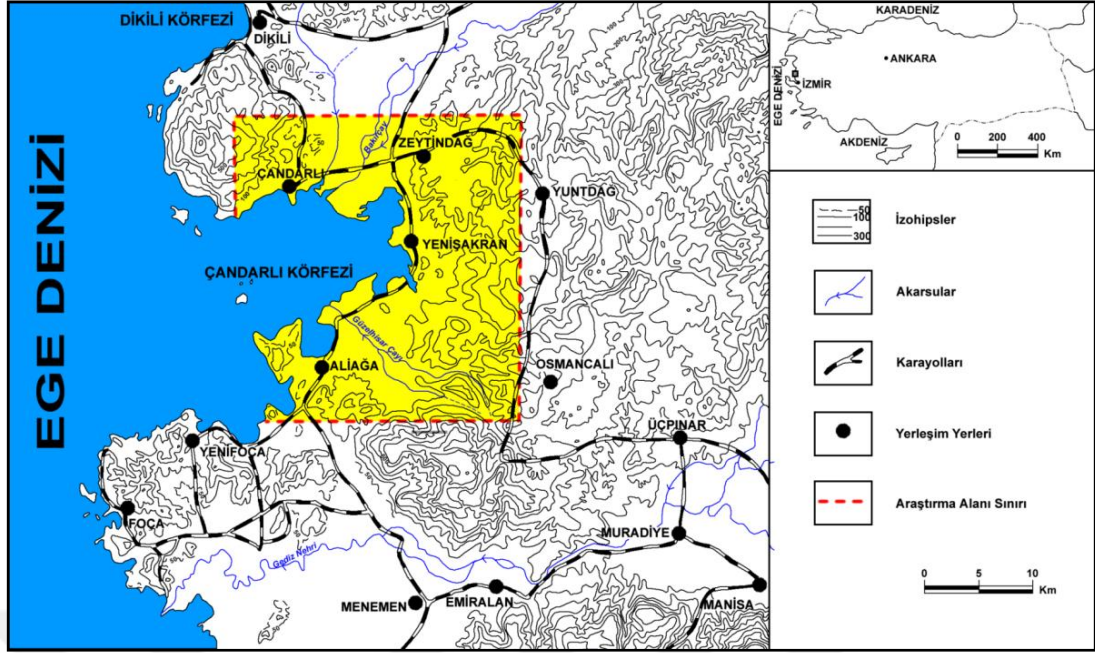 DİKİLİ KÖRFEZİ
DİKİLİ
EGE DENİZİ
Bakırçay
ZEYTİNDAĞ
ÇANDARLI
YUNTDAĞ
YENİŞAKRAN
ÇANDARLI KÖRFEZİ
Güzelhisar Çayı
ALİAĞA
OSMANCALI
YENİFOÇA
ÜÇPINAR
FOÇA
MURADİYE
Gediz Nehri
MENEMEN
EMİRALAN
MANİSA
KARADENİZ
ANKARA
EGE DENİZİ
İZMİR
AKDENİZ
0 200 400
Km
50
100
300
İzohipsler
Akarsular
Karayolları
Yerleşim Yerleri
Araştırma Alanı Sınırı
0 5 10
Km